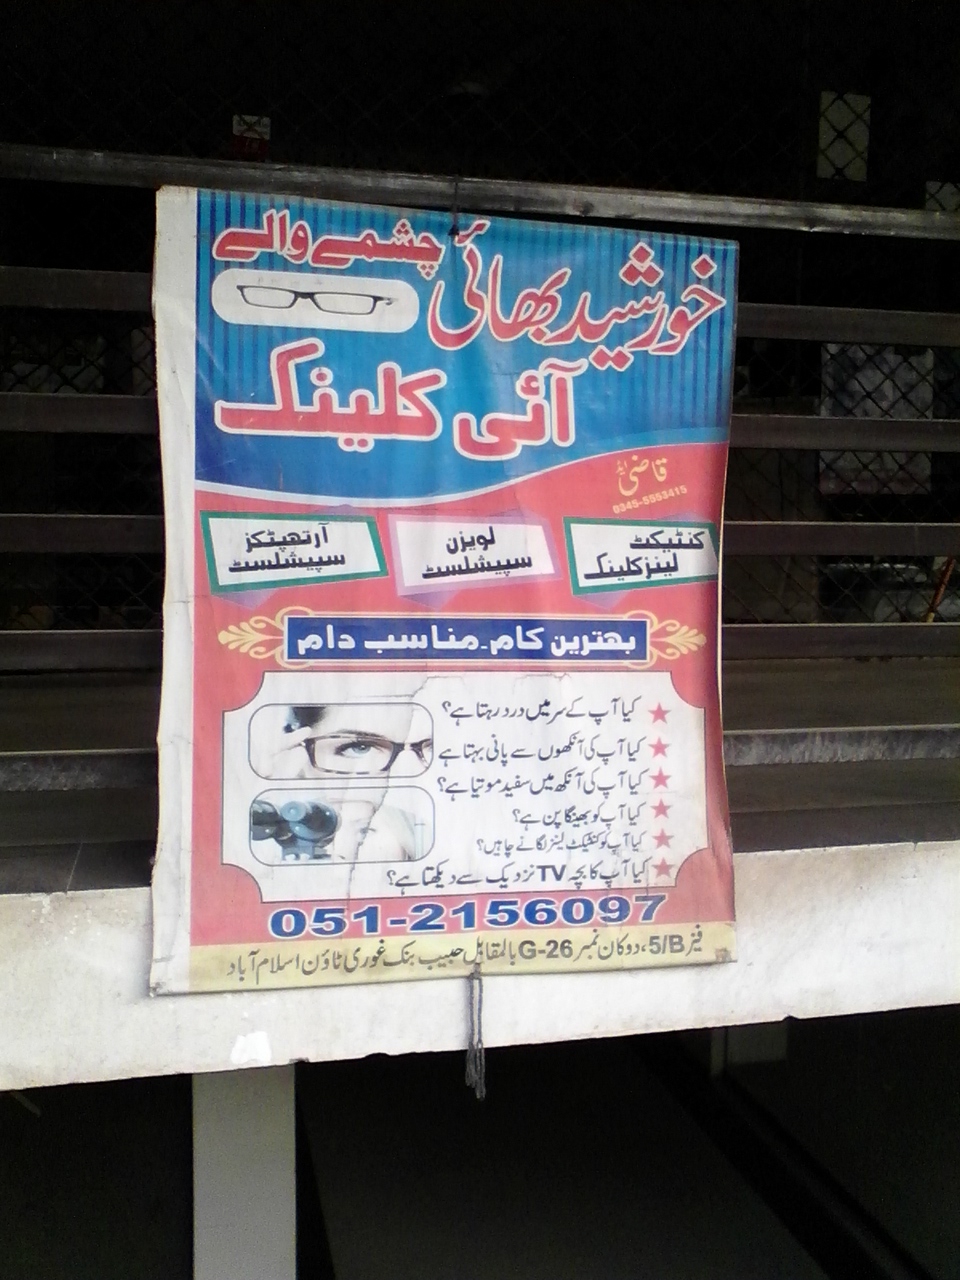 خورشید بھائی چشمے والے
آئی کلینک
قاضی ایڈ
0345-5553415
کنٹیکٹ لینز کلینک
لویزن سپیشلسٹ
آرتھپٹکز سپیشلسٹ
بہترین کام۔مناسب دام
کیا آپ کے سر میں درد رہتا ہے؟
کیا آپ کی آنکھوں سے پانی بہتا ہے
کیا آپ کی آنکھ میں سفید موتیا ہے؟
کیا آپ کو بھینگا پن ہے؟
کیا آپ کو کنٹیکٹ لینز لگانے چاہیں؟
کیا آپ کا بچہ TV نزدیک سے دیکھتا ہے؟
051-2156097
فیز 5/B، دوکان نمبر G-26 بالمقابل حبیب بنک غوری ٹاؤن اسلام آباد